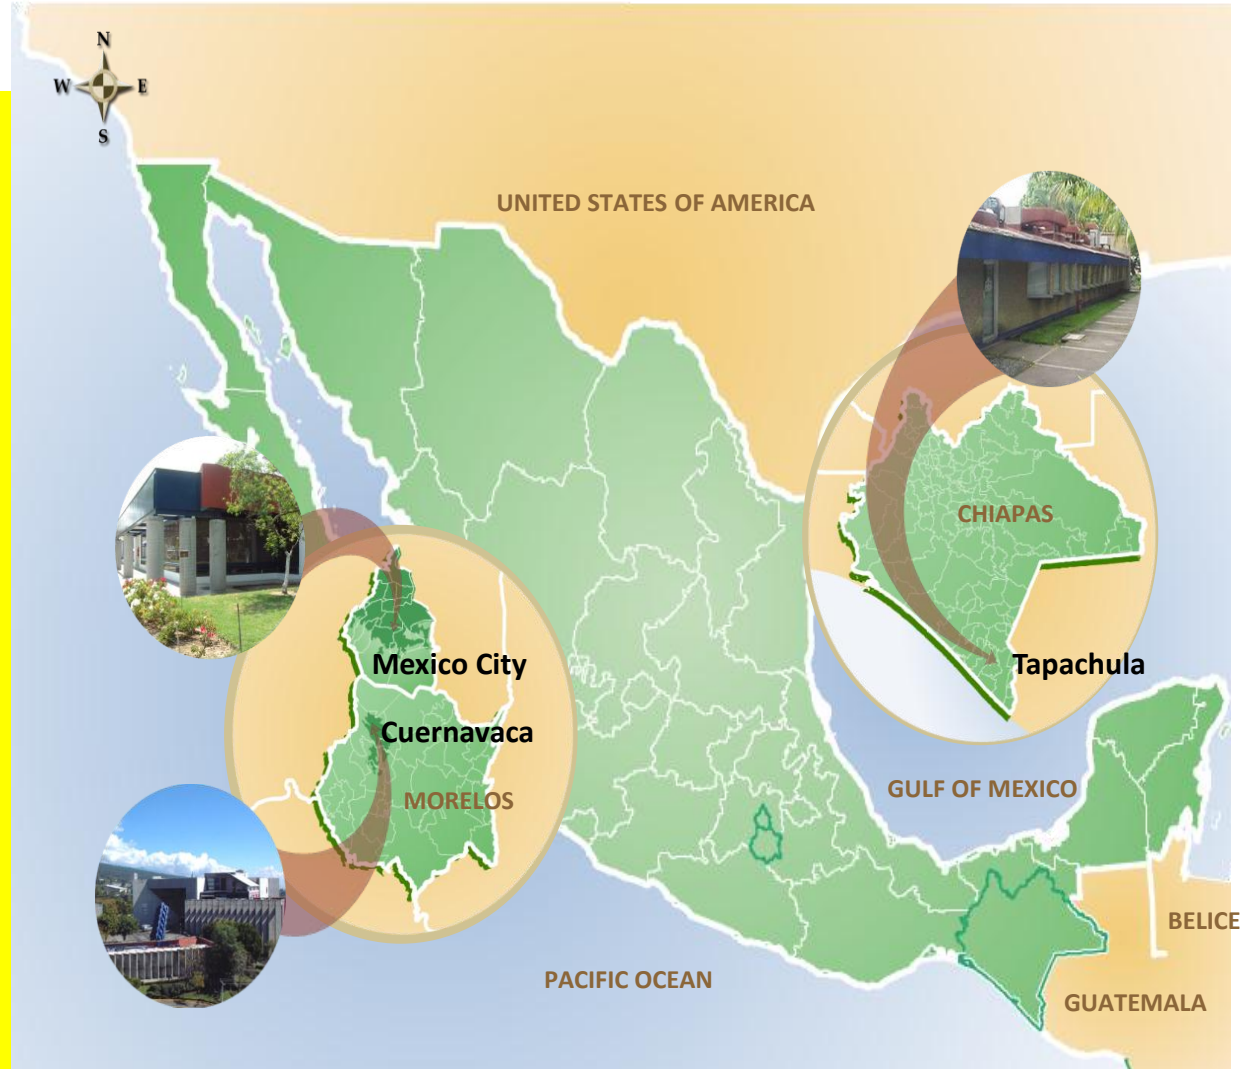 N
W E
S
UNITED STATES OF AMERICA
CHIAPAS
Mexico City
Tapachula
Cuernavaca
GULF OF MEXICO
MORELOS
BELICE
PACIFIC OCEAN
GUATEMALA